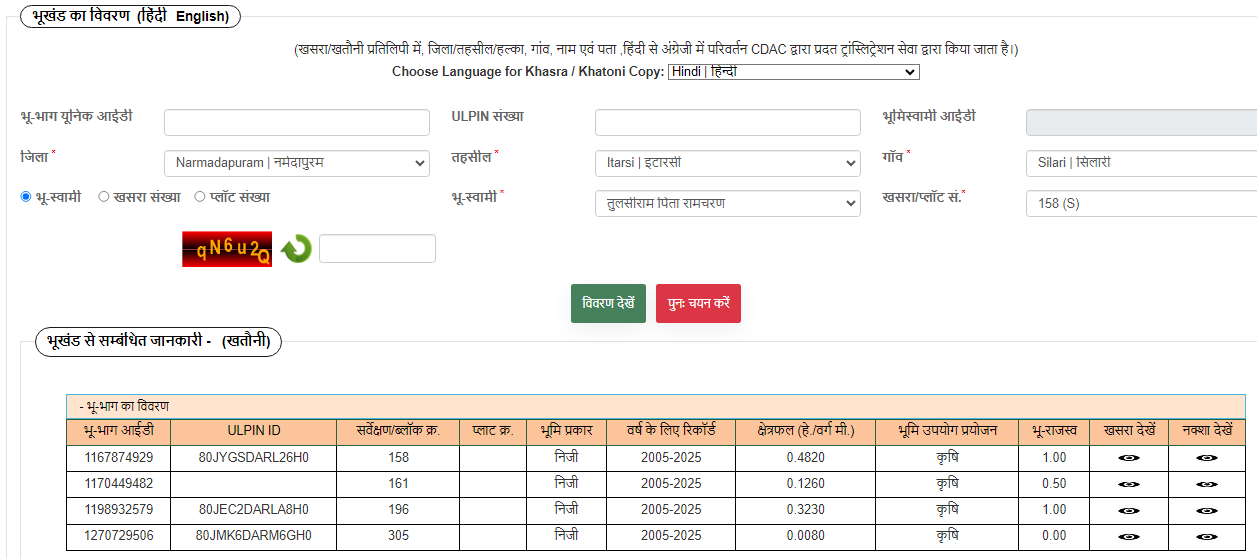 भूखंड का विवरण (हिंदी English)
(खसरा/खतौनी प्रतिलिपी में, जिला/तहसील/हल्का, गांव, नाम एवं पता ,हिंदी से अंग्रेजी में परिवर्तन CDAC द्वारा प्रदत ट्रांस्लिट्रेशन सेवा द्वारा किया जाता है।)
Choose Language for Khasra / Khatoni Copy: Hindi | हिन्दी
भू-भाग यूनिक आईडी ULPIN संख्या भूमिस्वामी आईडी
जिला * Narmadapuram | नर्मदापुरम तहसील * Itarsi | इटारसी गाँव * Silari | सिलारी
भू-स्वामी खसरा संख्या प्लॉट संख्या भू-स्वामी * तुलसीराम पिता रामचरण खसरा/प्लॉट सं.* 158 (S)
qN6u2Q
विवरण देखें पुनः चयन करें
भूखंड से सम्बंधित जानकारी - (खतौनी)
- भू-भाग का विवरण
भू-भाग आईडी ULPIN ID सर्वेक्षण/ब्लॉक क्र. प्लाट क्र. भूमि प्रकार वर्ष के लिए रिकॉर्ड क्षेत्रफल (हे./वर्ग मी.) भूमि उपयोग प्रयोजन भू-राजस्व खसरा देखें नक्शा देखें
1167874929 80JYGSDARL26H0 158 निजी 2005-2025 0.4820 कृषि 1.00
1170449482 161 निजी 2005-2025 0.1260 कृषि 0.50
1198932579 80JEC2DARLA8H0 196 निजी 2005-2025 0.3230 कृषि 1.00
1270729506 80JMK6DARM6GH0 305 निजी 2005-2025 0.0080 कृषि 0.00